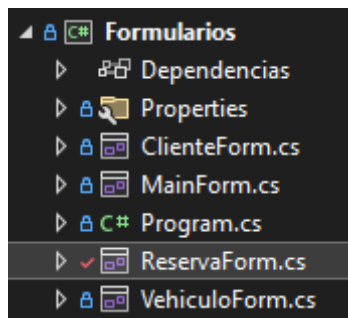 C# Formularios
Dependencias
Properties
ClienteForm.cs
MainForm.cs
C# Program.cs
ReservaForm.cs
VehiculoForm.cs